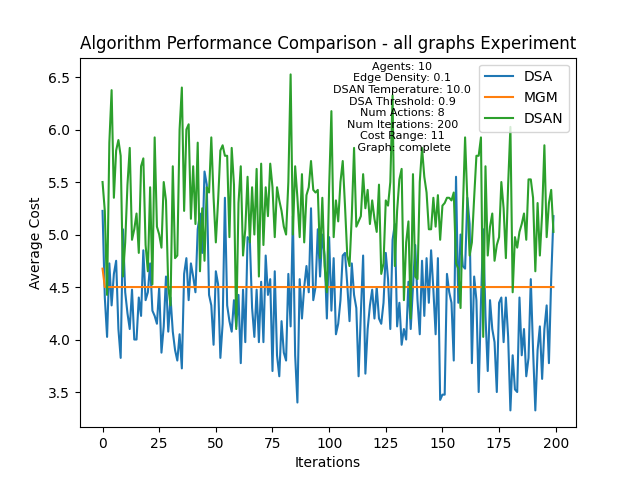 Algorithm Performance Comparison - all graphs Experiment
Agents: 10
Edge Density: 0.1
DSAN Temperature: 10.0
DSA Threshold: 0.9
Num Actions: 8
Num Iterations: 200
Cost Range: 11
Graph: complete
DSA
MGM
DSAN
Average Cost
6.5
6.0
5.5
5.0
4.5
4.0
3.5
0 25 50 75 100 125 150 175 200
Iterations